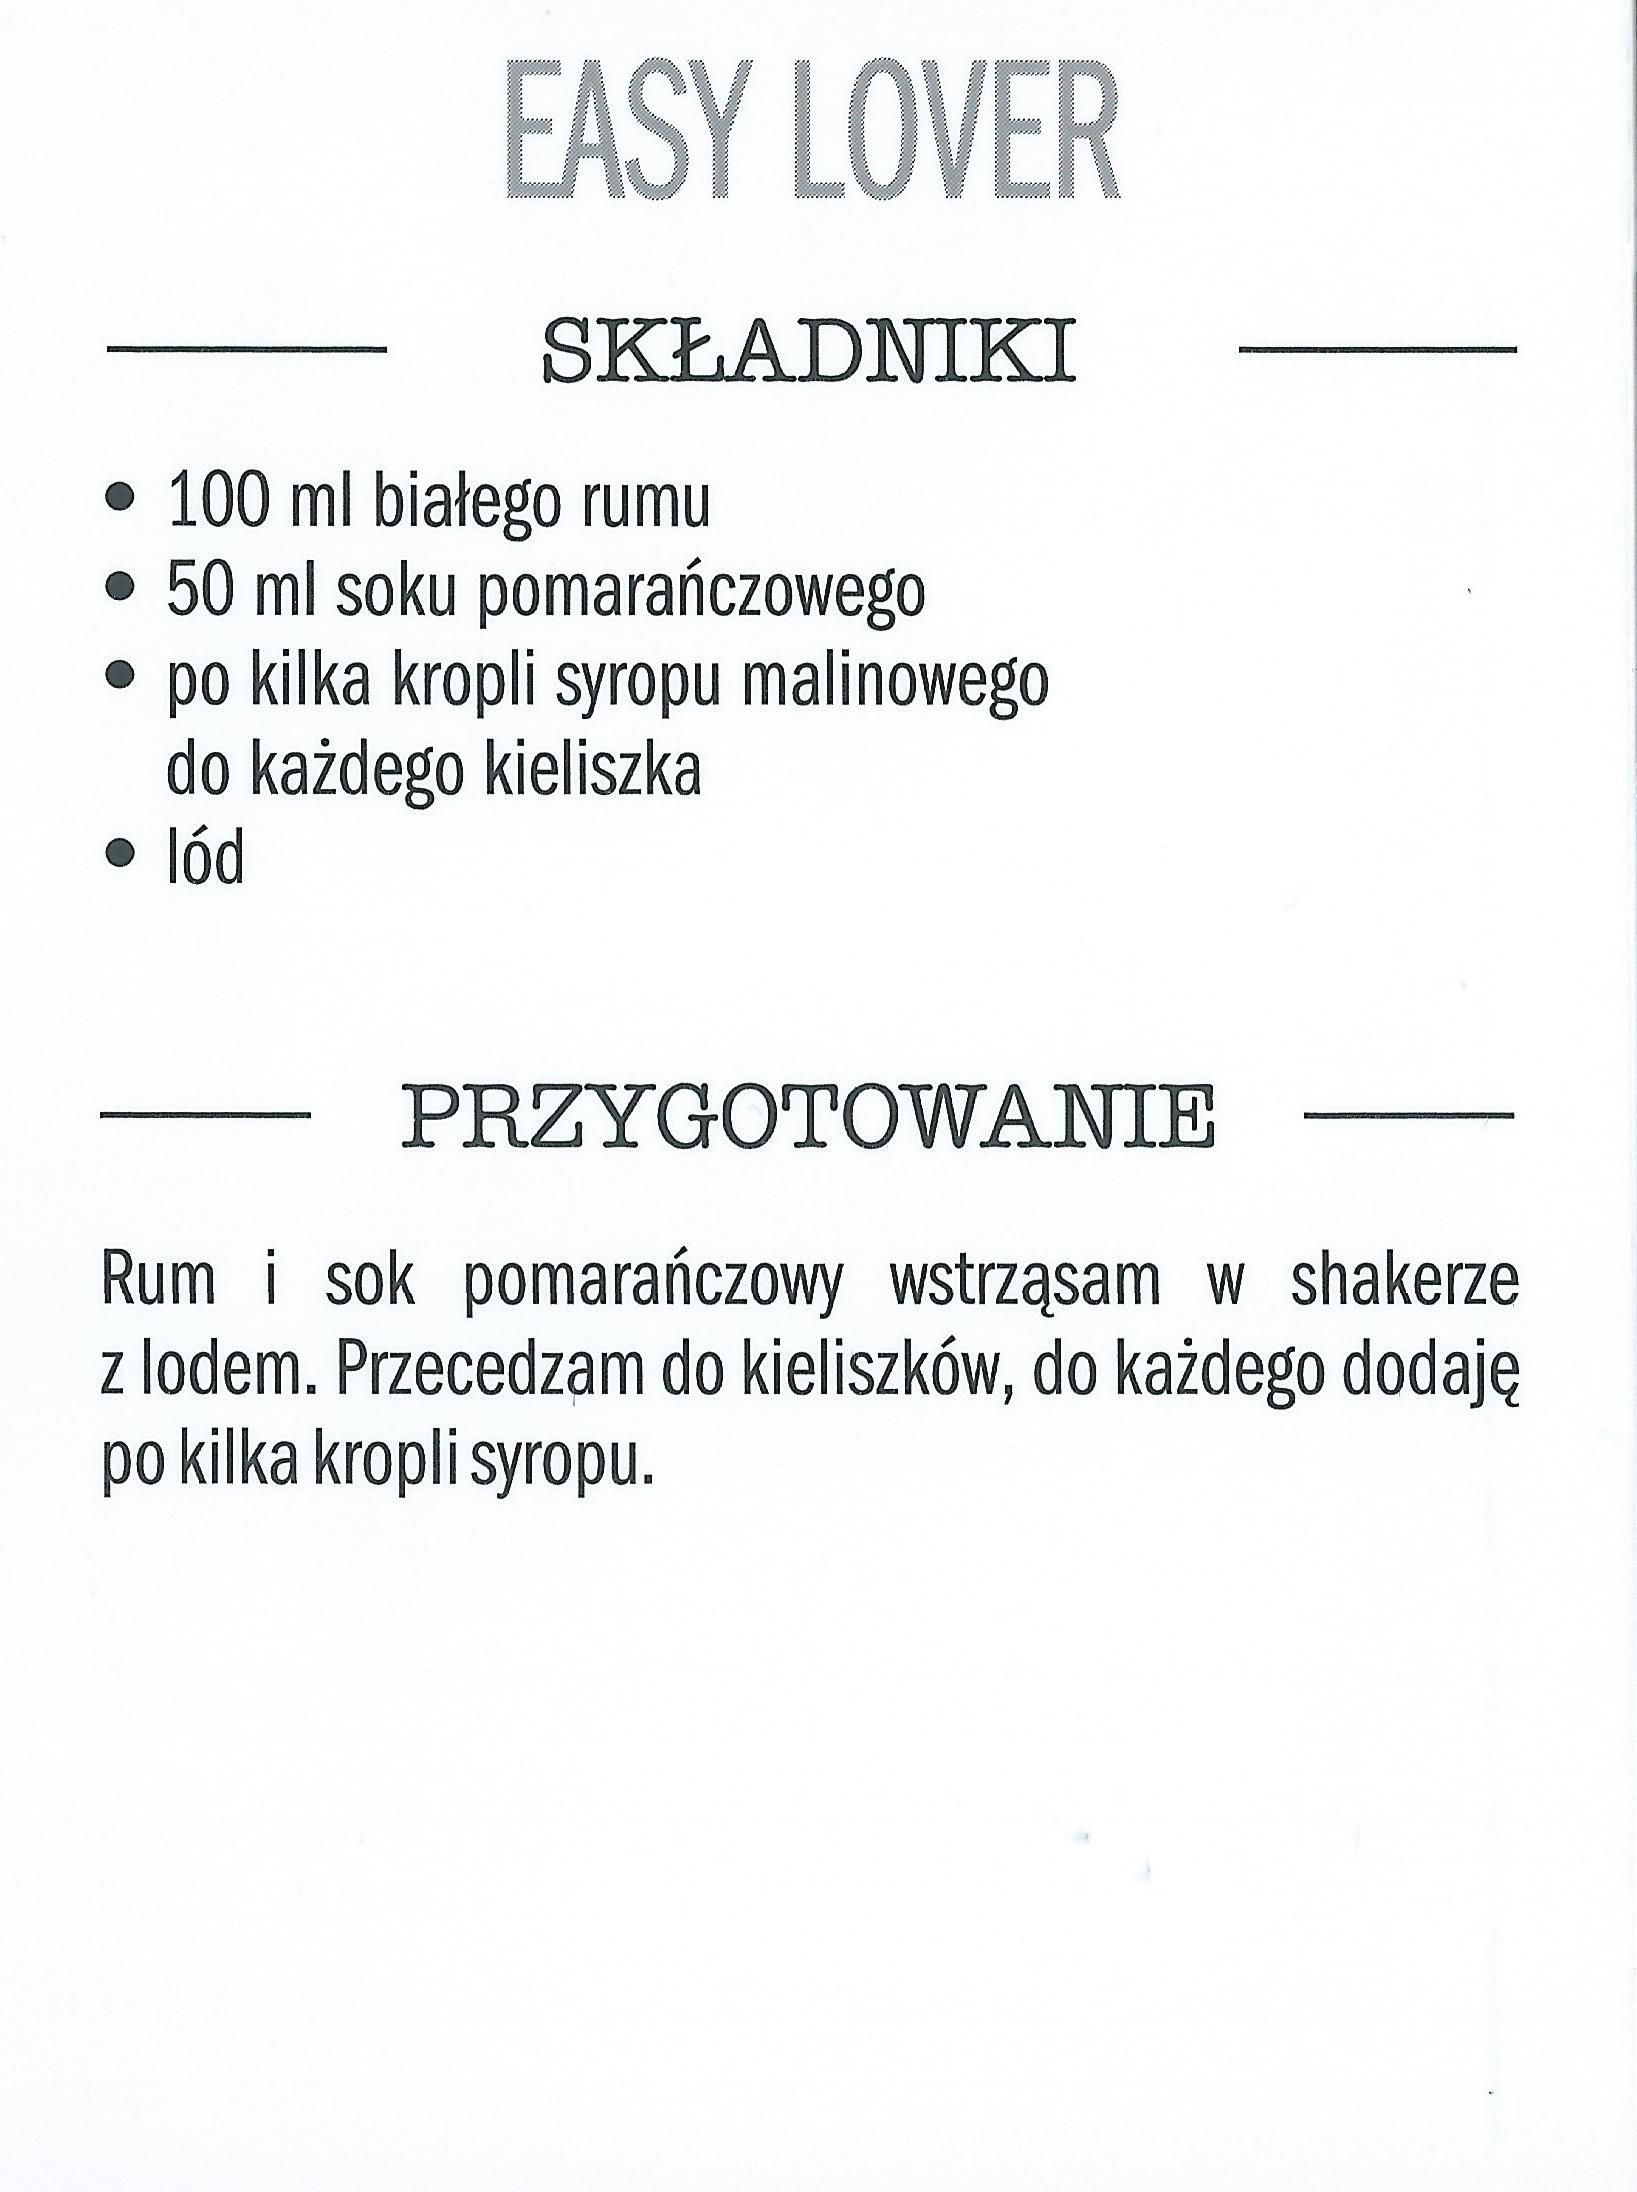 EASY LOVER
SKŁADNIKI
• 100 ml białego rumu
• 50 ml soku pomarańczowego
• po kilka kropli syropu malinowego
do każdego kieliszka
• lód
PRZYGOTOWANIE
Rum i sok pomarańczowy wstrząsam w shakerze
z lodem. Przecedzam do kieliszków, do każdego dodaję
po kilka kropli syropu.